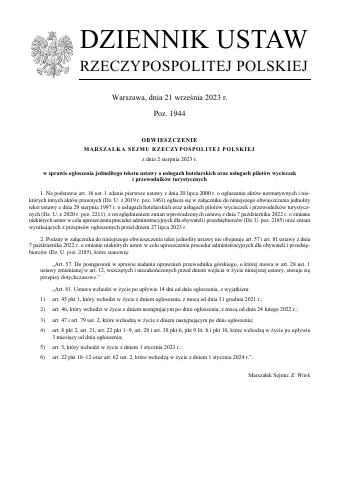 DZIENNIK USTAW
RZECZYPOSPOLITEJ POLSKIEJ
Warszawa, dnia 21 września 2023 r.
Poz. 1944
OBWIESZCZENIE
MARSZAŁKA SEJMU RZECZYPOSPOLITEJ POLSKIEJ
z dnia 2 sierpnia 2023 r.
w sprawie ogłoszenia jednolitego tekstu ustawy o usługach hotelarskich oraz usługach pilotów wycieczek
i przewodników turystycznych
1. Na podstawie art. 16 ust. 1 zdanie pierwsze ustawy z dnia 20 lipca 2000 r. o ogłaszaniu aktów normatywnych i nie-
których innych aktów prawnych (Dz. U. z 2019 r. poz. 1461) ogłasza się w załączniku do niniejszego obwieszczenia jednolity
tekst ustawy z dnia 29 sierpnia 1997 r. o usługach hotelarskich oraz usługach pilotów wycieczek i przewodników turystycz-
nych (Dz. U. z 2020 r. poz. 2211), z uwzględnieniem zmian wprowadzonych ustawą z dnia 7 października 2022 r. o zmianie
niektórych ustaw w celu uproszczenia procedur administracyjnych dla obywateli i przedsiębiorców (Dz. U. poz. 2185) oraz zmian
wynikających z przepisów ogłoszonych przed dniem 27 lipca 2023 r.
2. Podany w załączniku do niniejszego obwieszczenia tekst jednolity ustawy nie obejmuje art. 57 i art. 81 ustawy z dnia
7 października 2022 r. o zmianie niektórych ustaw w celu uproszczenia procedur administracyjnych dla obywateli i przedsię-
biorców (Dz. U. poz. 2185), które stanowią:
„Art. 57. Do postępowań w sprawie nadania uprawnień przewodnika górskiego, o której mowa w art. 28 ust. 1
ustawy zmienianej w art. 12, wszczętych i niezakończonych przed dniem wejścia w życie niniejszej ustawy, stosuje się
przepisy dotychczasowe.”
„Art. 81. Ustawa wchodzi w życie po upływie 14 dni od dnia ogłoszenia, z wyjątkiem:
1) art. 45 pkt 1, który wchodzi w życie z dniem ogłoszenia, z mocą od dnia 31 grudnia 2021 r.;
2) art. 46, który wchodzi w życie z dniem następującym po dniu ogłoszenia, z mocą od dnia 24 lutego 2022 r.;
3) art. 47 i 79 ust. 2, które wchodzą w życie z dniem następującym po dniu ogłoszenia;
4) art. 8 pkt 2, art. 21, art. 22 pkt 1–9, art. 28 i art. 38 pkt 6, pkt 9 lit. b i pkt 10, które wchodzą w życie po upływie
3 miesięcy od dnia ogłoszenia;
5) art. 5, który wchodzi w życie z dniem 1 stycznia 2023 r.;
6) art. 22 pkt 10–12 oraz art. 62 ust. 2, które wchodzą w życie z dniem 1 stycznia 2024 r.”.
Marszałek Sejmu: E. Witek